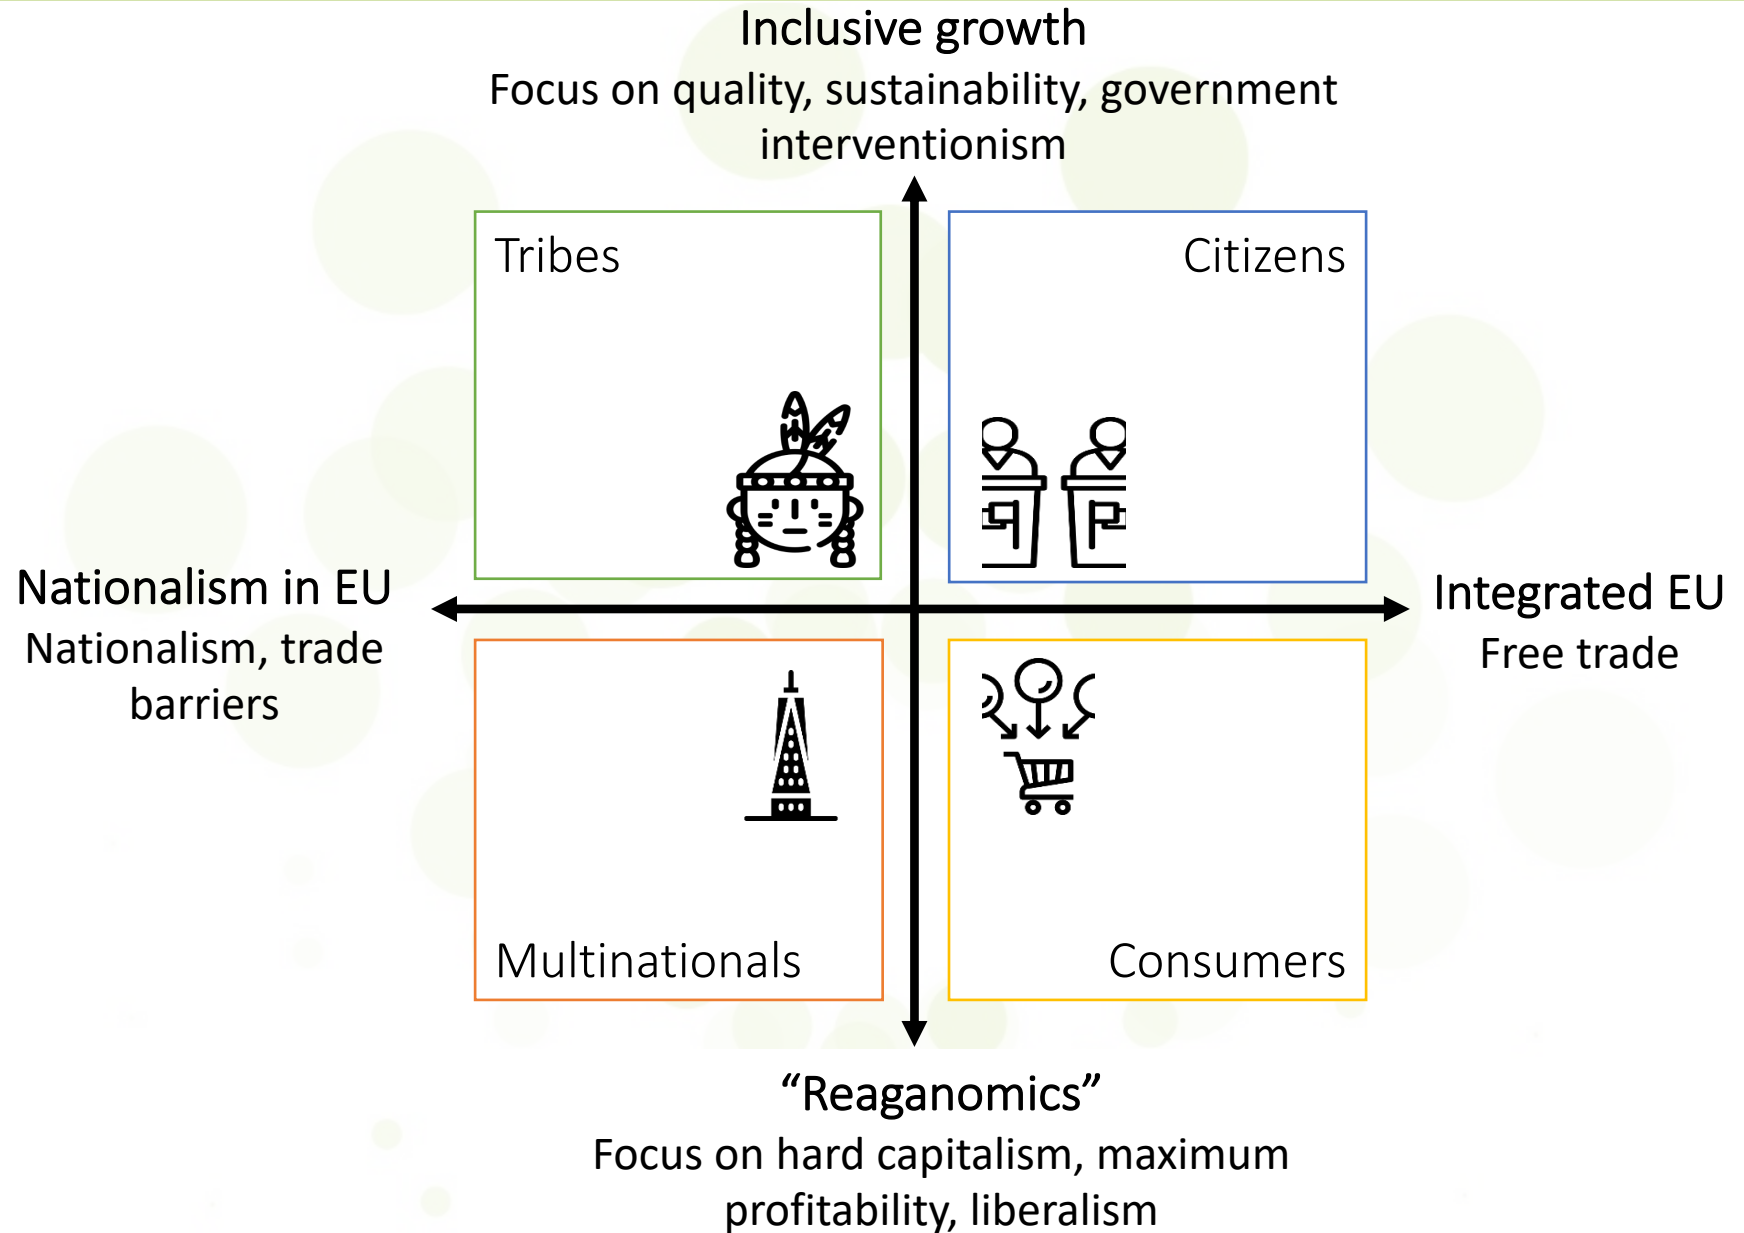 Inclusive growth
Focus on quality, sustainability, government
interventionism
Tribes
Citizens
Nationalism in EU
Nationalism, trade
barriers
Integrated EU
Free trade
Multinationals
Consumers
“Reaganomics”
Focus on hard capitalism, maximum
profitability, liberalism